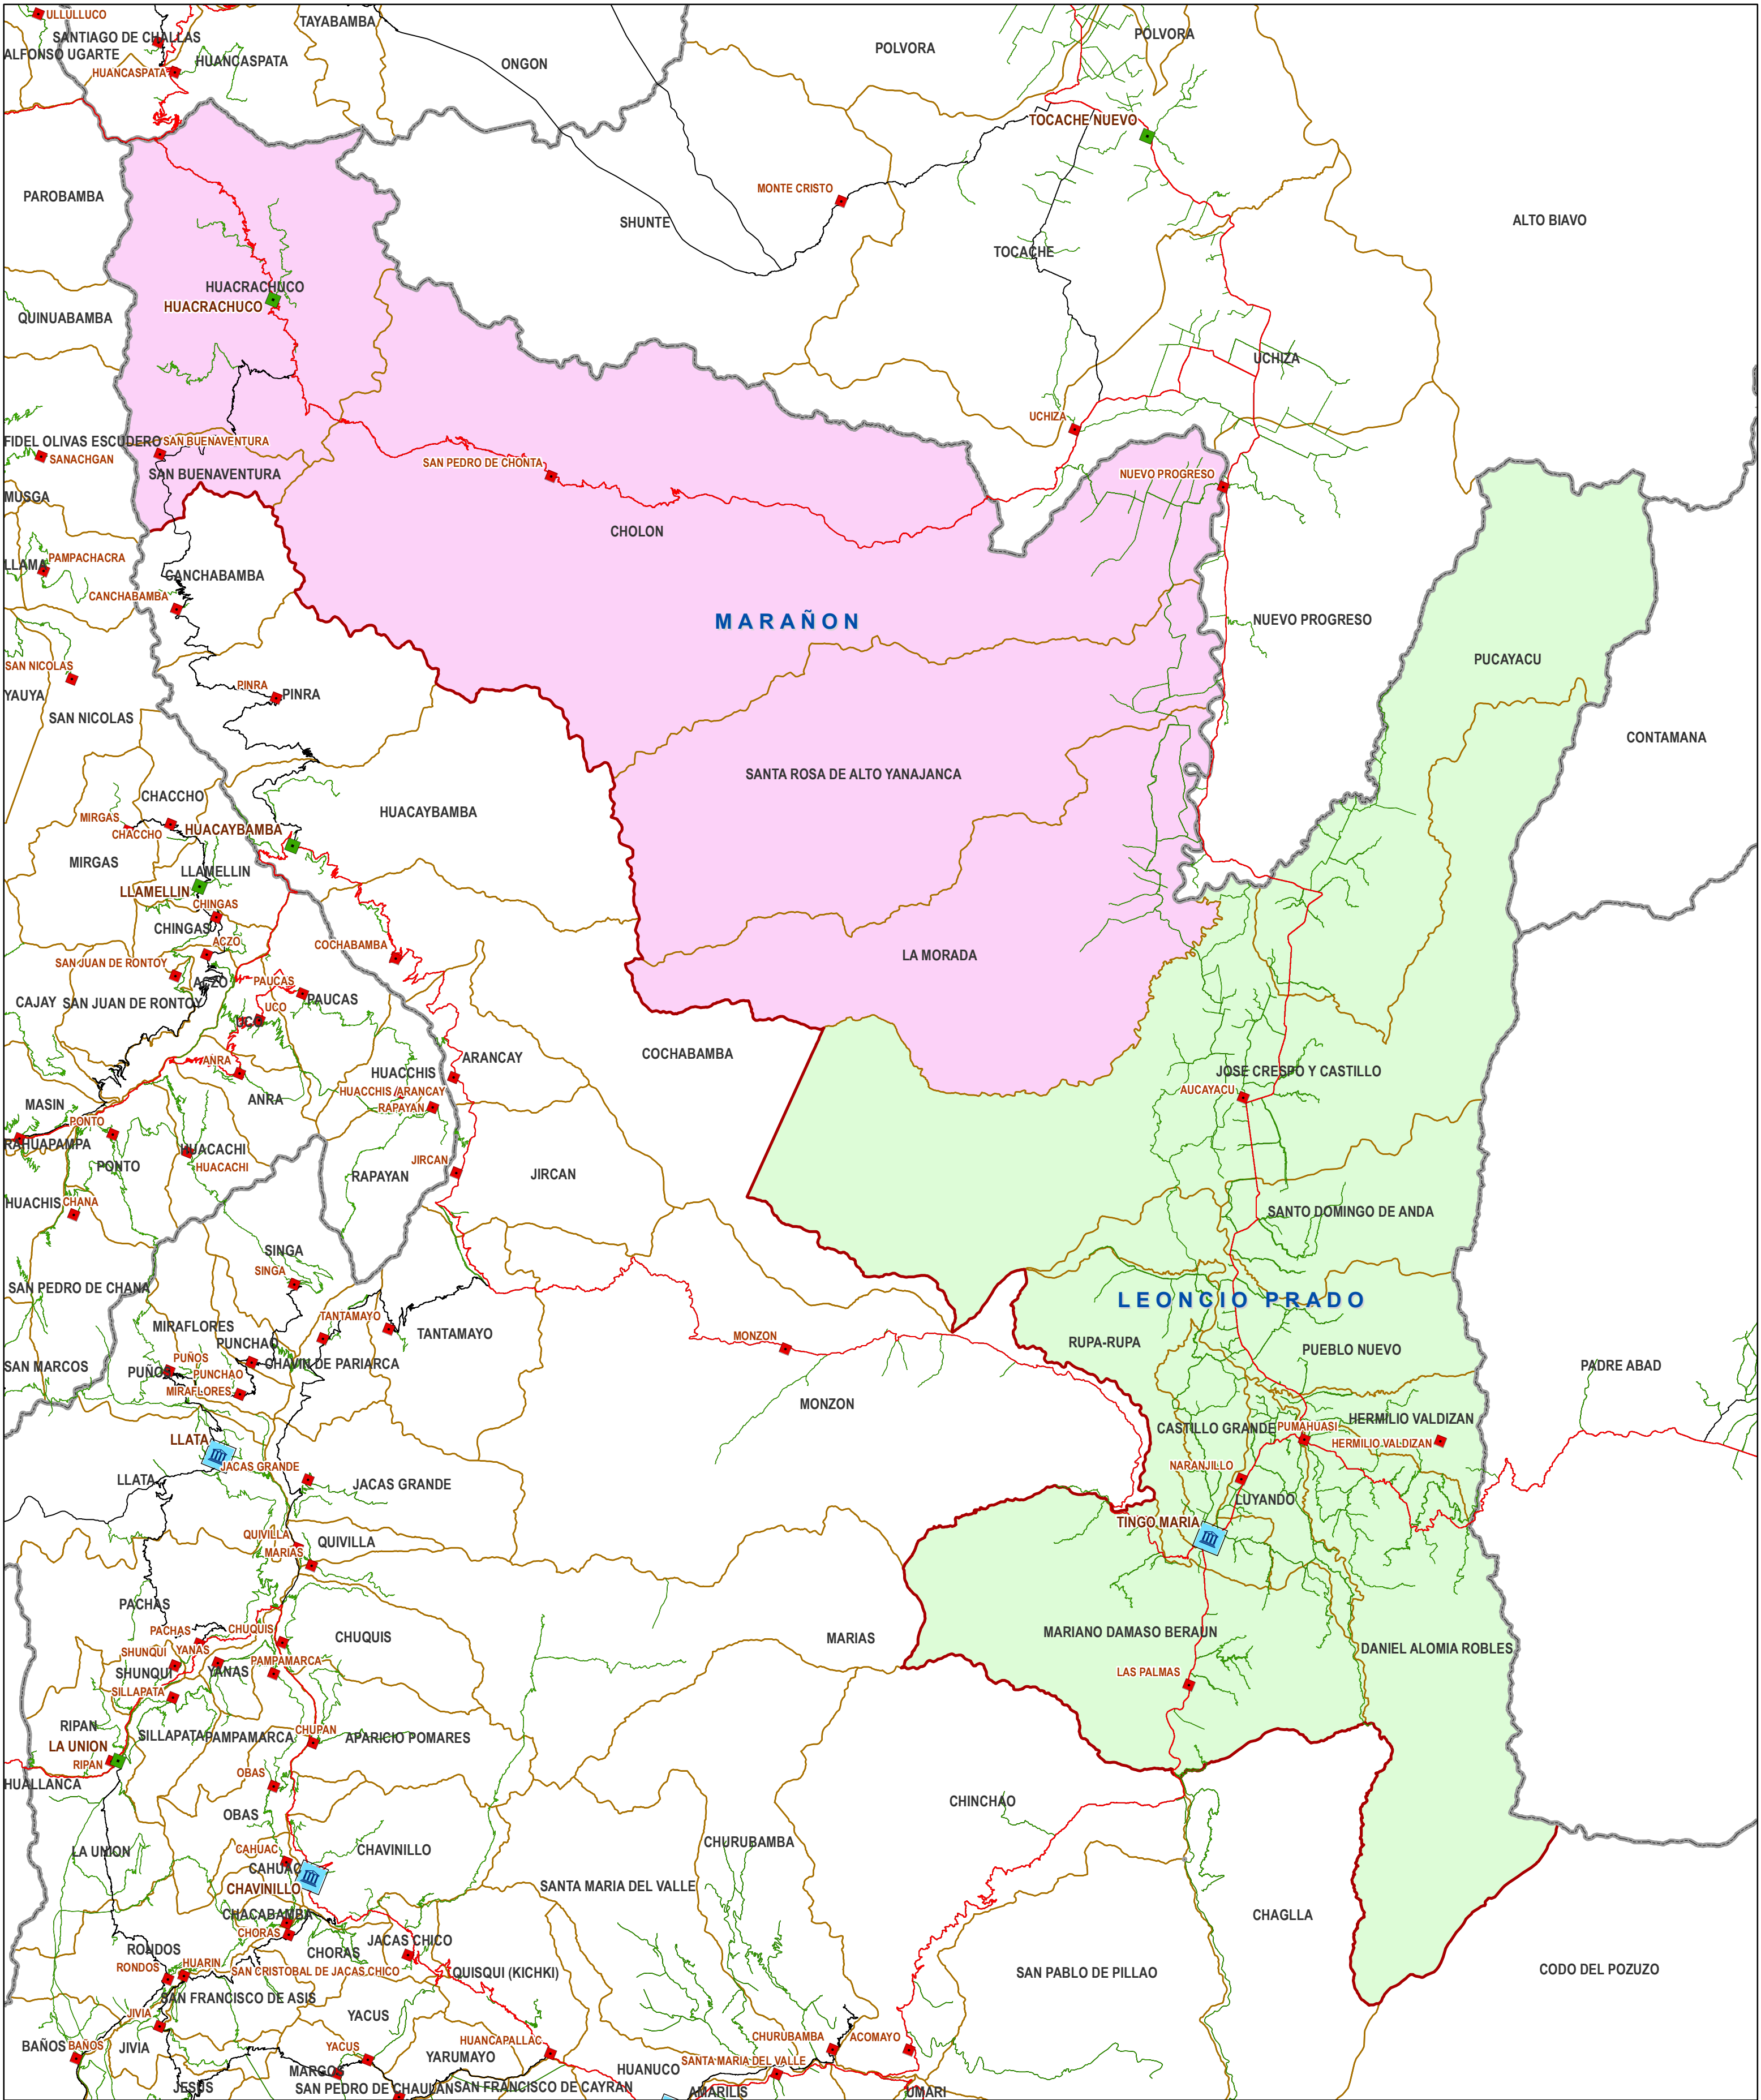 ULLULLUCO
SANTIAGO DE CHALLAS
ALFONSO UGARTE
HUANCASPATA
HUANCASPATA
TAYABAMBA
ONGON
POLVORA
POLVORA
TOCACHE NUEVO
PAROBAMBA
MONTE CRISTO
SHUNTE
TOCACHE
ALTO BIAVO
HUACRACHUCO
HUACRACHUCO
QUINUABAMBA
UCHIZA
UCHIZA
FIDEL OLIVAS ESCUDERO
SAN BUENAVENTURA
SANACHGAN
SAN BUENAVENTURA
SAN PEDRO DE CHONTA
NUEVO PROGRESO
MUSGA
CHOLON
LLAMA
PAMPACHACRA
CANCHABAMBA
CANCHABAMBA
MARAÑON
NUEVO PROGRESO
SAN NICOLAS
YAUYA
PINRA
PINRA
PUCAYACU
SAN NICOLAS
CONTAMANA
SANTA ROSA DE ALTO YANAJANCA
CHACCHO
MIRGAS
CHACCHO
HUACAYBAMBA
HUACAYBAMBA
MIRGAS
LLAMELLIN
LLAMELLIN
CHINGAS
CHINGAS
ACZO
COCHABAMBA
LA MORADA
SAN JUAN DE RONTOY
ACZO
PAUCAS
PAUCAS
CAJAY
SAN JUAN DE RONTOY
UCO
UCO
ANRA
COCHABAMBA
ARANCAY
HUACCHIS
JOSE CRESPO Y CASTILLO
HUACCHIS
ARANCAY
AUCAYACU
ANRA
RAPAYAN
MASIN
PONTO
RAHUAPAMPA
HUACACHI
HUACACHI
PONTO
JIRCAN
RAPAYAN
JIRCAN
HUACHIS
CHANA
SANTO DOMINGO DE ANDA
SINGA
SINGA
SAN PEDRO DE CHANA
LEONCIO PRADO
MIRAFLORES
TANTAMAYO
TANTAMAYO
MONZON
RUPA-RUPA
PUNCHAO
PUEBLO NUEVO
SAN MARCOS
PUÑOS
PUÑOS
PUNCHAO
CHAVIN DE PARIARCA
PADRE ABAD
MIRAFLORES
MONZON
CASTILLO GRANDE
PUMAHUASI
HERMILIO VALDIZAN
HERMILIO VALDIZAN
LLATA
JACAS GRANDE
NARANJILLO
LLATA
JACAS GRANDE
LUYANDO
TINGO MARIA
QUIVILLA
QUIVILLA
MARIAS
PACHAS
PACHAS
CHUQUIS
CHUQUIS
MARIAS
MARIANO DAMASO BERAUN
DANIEL ALOMIA ROBLES
SHUNQUI
YANAS
SHUNQUI
YANAS
PAMPAMARCA
LAS PALMAS
SILLAPATA
RIPAN
SILLAPATA
PAMPAMARCA
CHUPAN
APARICIO POMARES
LA UNION
RIPAN
OBAS
HUALLANCA
OBAS
CHINCHAO
LA UNION
CAHUAC
CAHUAC
CHAVINILLO
CHURUBAMBA
CHAVINILLO
SANTA MARIA DEL VALLE
CHACABAMBA
CHAGLLA
CHORAS
JACAS CHICO
RONDOS
CHORAS
RONDOS
HUARIN
SAN CRISTOBAL DE JACAS CHICO
QUISQUI (KICHKI)
SAN PABLO DE PILLAO
CODO DEL POZUZO
SAN FRANCISCO DE ASIS
JIVIA
YACUS
BAÑOS
BAÑOS
JIVIA
YACUS
HUANCAPALLAC
CHURUBAMBA
ACOMAYO
YARUMAYO
SANTA MARIA DEL VALLE
MARGOS
HUANUCO
JESUS
SAN PEDRO DE CHAULAN
SAN FRANCISCO DE CAYRAN
AMARILIS
UMARI